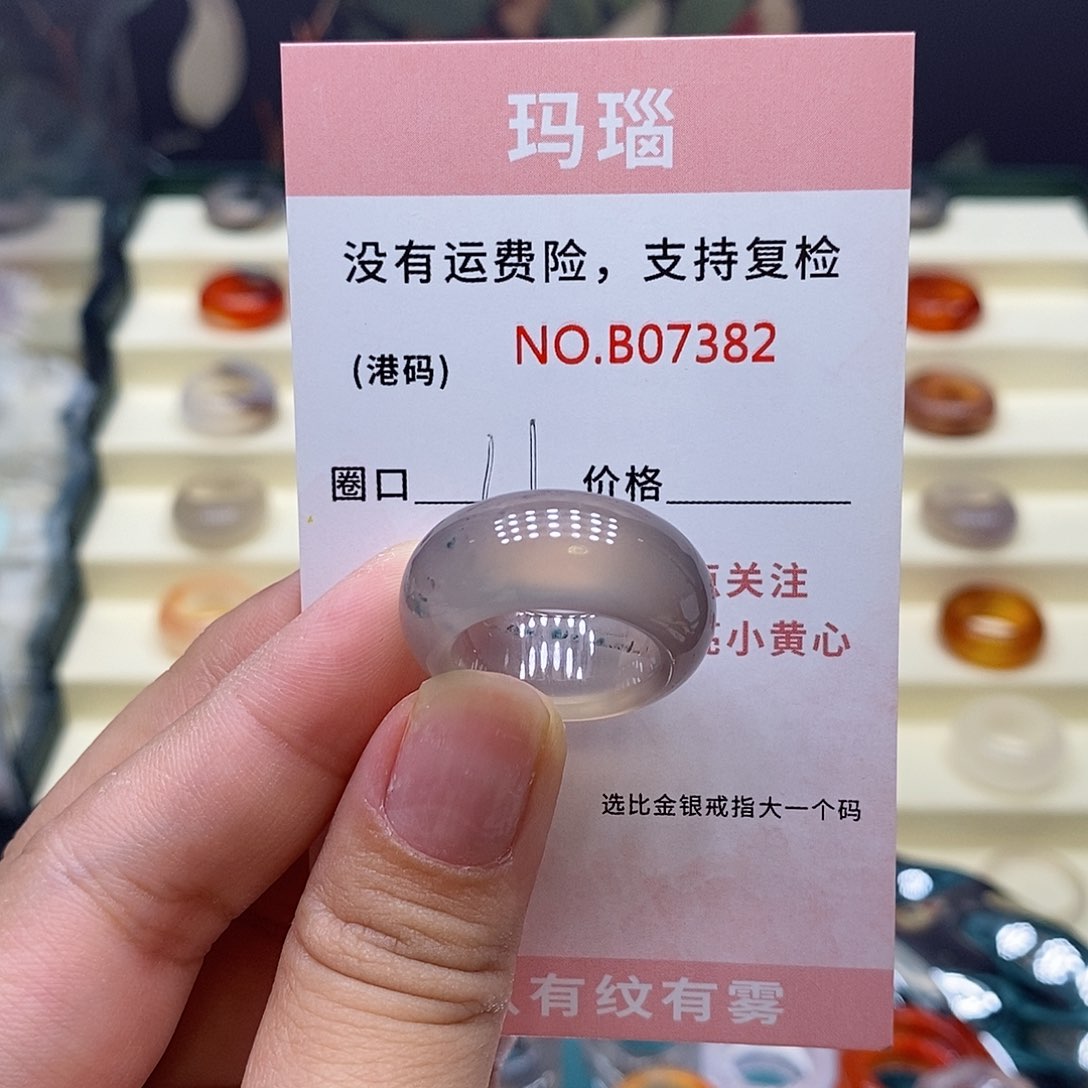 玛瑙
没有运费险，支持复检
NO.B07382
(港码)
圈口 11 价格
关注
小黄心
选比金银戒指大一个码
有纹有雾